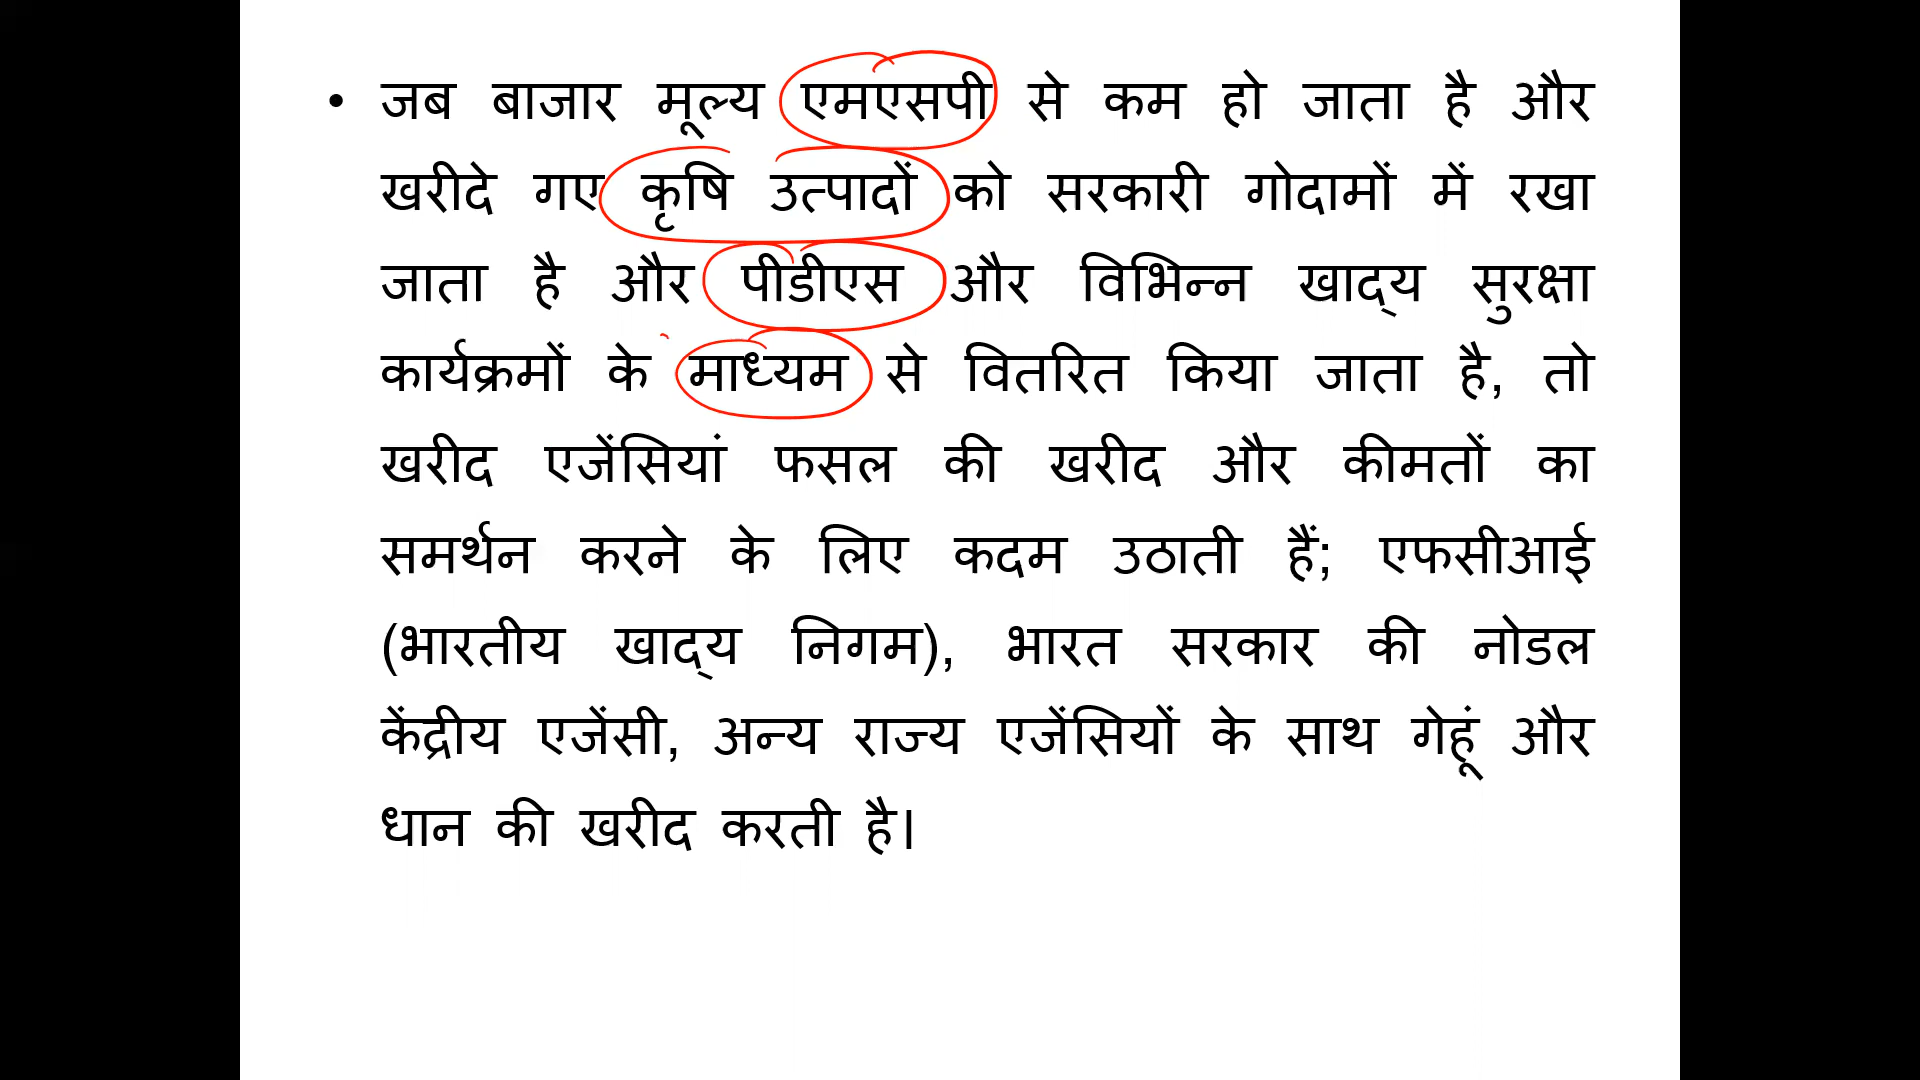 • जब बाजार मूल्य एमएसपी से कम हो जाता है और
खरीदे गए कृषि उत्पादों को सरकारी गोदामों में रखा
जाता है और पीडीएस और विभिन्न खाद्य सुरक्षा
कार्यक्रमों के माध्यम से वितरित किया जाता है, तो
खरीद एजेंसियां फसल की खरीद और कीमतों का
समर्थन करने के लिए कदम उठाती हैं; एफसीआई
(भारतीय खाद्य निगम), भारत सरकार की नोडल
केंद्रीय एजेंसी, अन्य राज्य एजेंसियों के साथ गेहूं और
धान की खरीद करती है।